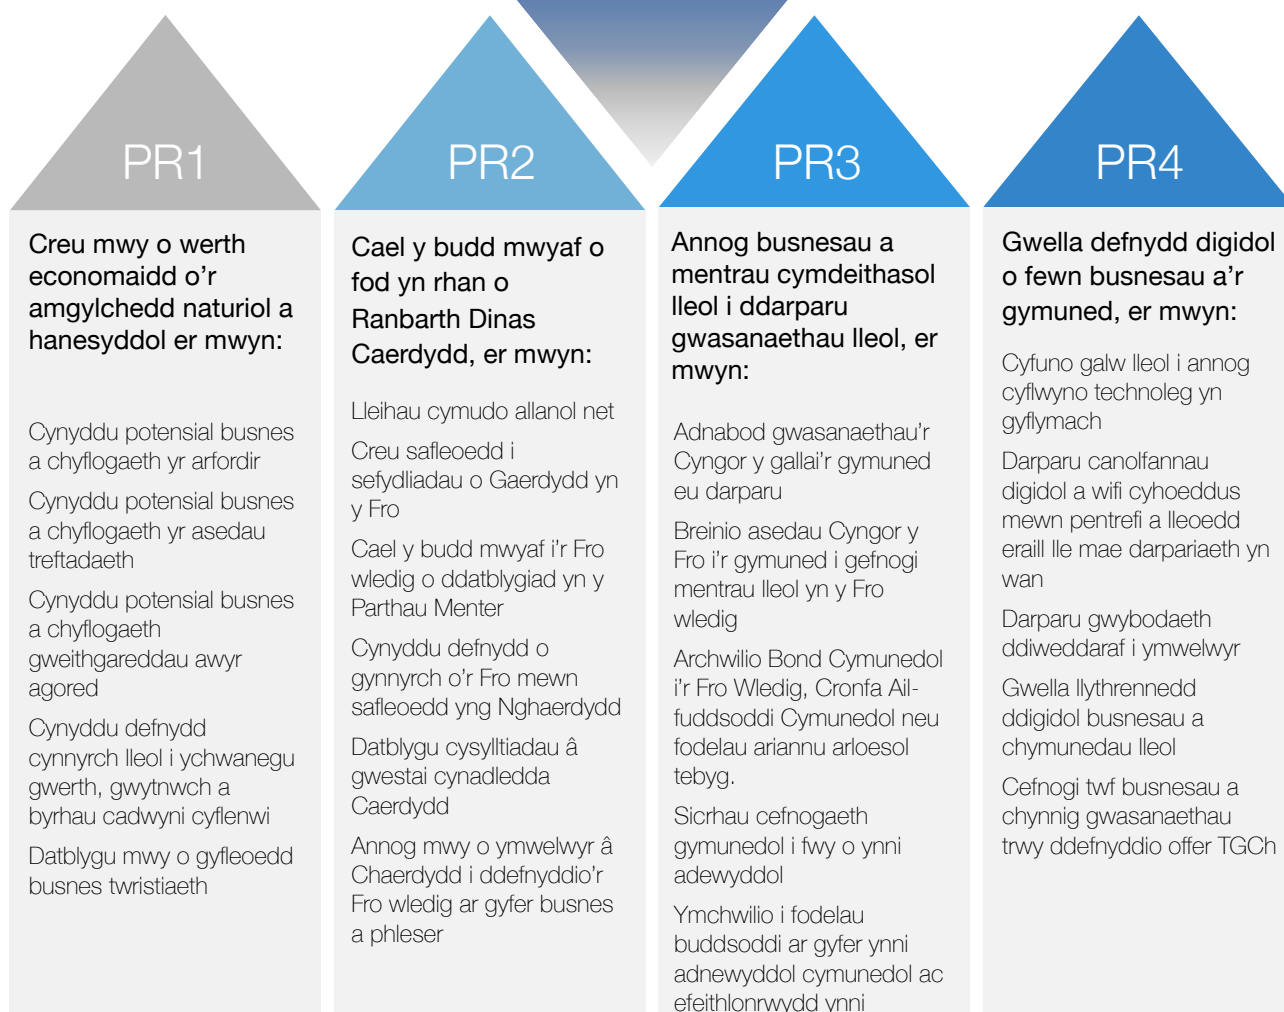 PR1
Creu mwy o werth
economaidd o’r
amgylchedd naturiol a
hanesyddol er mwyn:
Cynyddu potensial busnes
a chyflogaeth yr arfordir
Cynyddu potensial busnes
a chyflogaeth yr asedau
treftadaeth
Cynyddu potensial busnes
a chyflogaeth
gweithgareddau awyr
agored
Cynyddu defnydd
cynnyrch lleol i ychwanegu
gwerth, gwytnwch a
byrhau cadwyni cyflenwi
Datblygu mwy o gyfleoedd
busnes twristiaeth
PR2
Cael y budd mwyaf o
fod yn rhan o
Ranbarth Dinas
Caerdydd, er mwyn:
Lleihau cymudo allanol net
Creu safleoedd i
sefydliadau o Gaerdydd yn
y Fro
Cael y budd mwyaf i’r Fro
wledig o ddatblygiad yn y
Parthau Menter
Cynyddu defnydd o
gynnyrch o’r Fro mewn
safleoedd yng Nghaerdydd
Datblygu cysylltiadau â
gwestai cynadledda
Caerdydd
Annog mwy o ymwelwyr â
Chaerdydd i ddefnyddio’r
Fro wledig ar gyfer busnes
a phleser
PR3
Annog busnesau a
mentrau cymdeithasol
lleol i ddarparu
gwasanaethau lleol, er
mwyn:
Adnabod gwasanaethau’r
Cyngor y gallai’r gymuned
eu darparu
Breinio asedau Cyngor y
Fro i’r gymuned i gefnogi
mentrau lleol yn y Fro
wledig
Archwilio Bond Cymunedol
i’r Fro Wledig, Cronfa Ail-
fuddsoddi Cymunedol neu
fodelau ariannu arloesol
tebyg.
Sicrhau cefnogaeth
gymunedol i fwy o ynni
adewyddol
Ymchwilio i fodelau
buddsoddi ar gyfer ynni
adnewyddol cymunedol ac
efeithlonrwydd ynni
PR4
Gwella defnydd digidol
o fewn busnesau a’r
gymuned, er mwyn:
Cyfuno galw lleol i annog
cyflwyno technoleg yn
gyflymach
Darparu canolfannau
digidol a wifi cyhoeddus
mewn pentrefi a lleoedd
eraill lle mae darpariaeth yn
wan
Darparu gwybodaeth
ddiweddaraf i ymwelwyr
Gwella llythrennedd
ddigidol busnesau a
chymunedau lleol
Cefnogi twf busnesau a
chynnig gwasanaethau
trwy ddefnyddio offer TGCh